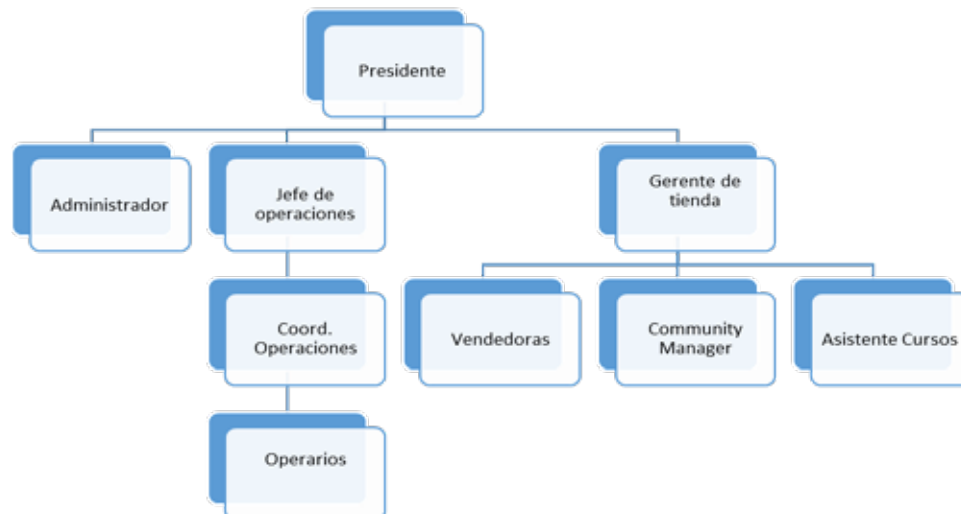 Presidente
Administrador
Jefe de
operaciones
Gerente de
tienda
Coord.
Operaciones
Vendedoras
Community
Manager
Asistente Cursos
Operarios